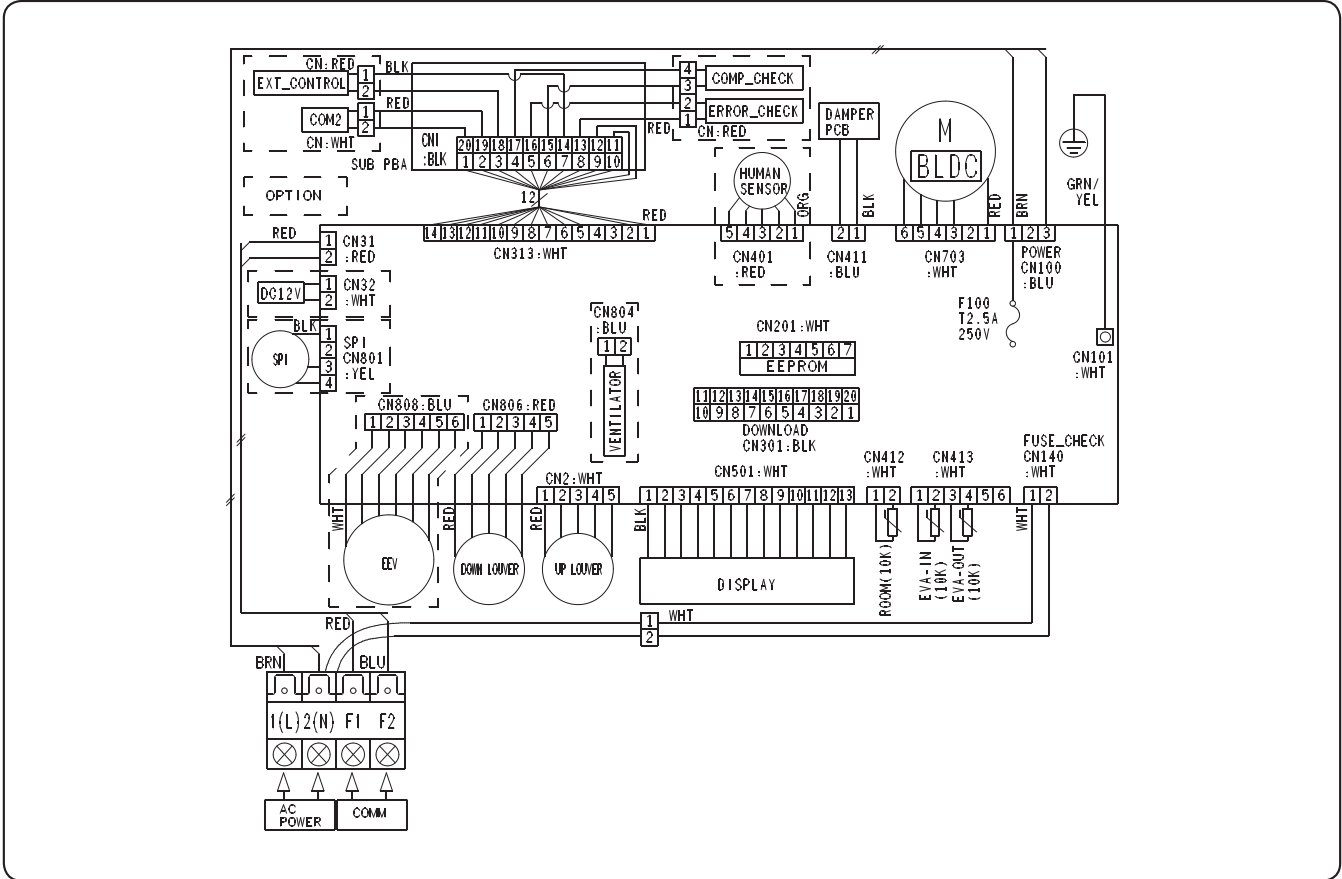 CN:RED
EXT_CONTROL 1 2 BLK
COM2 1 2 RED
CN:WHT
SUB PBA
OPTION
CN1
:BLK
20 19 18 17 16 15 14 13 12 11
1 2 3 4 5 6 7 8 9 10
12
4 3 COMP_CHECK
2 1 ERROR_CHECK
RED
CN:RED
DAMPER
PCB
M
BLDC
HUMAN
SENSOR
ORG
BLK
RED
BRN
GRN/
YEL
RED
14 13 12 11 10 9 8 7 6 5 4 3 2 1
CN313:WHT
5 4 3 2 1
CN401
:RED
2 1
CN411
:BLU
6 5 4 3 2 1
CN703
:WHT
1 2 3
POWER
CN100
:BLU
RED
1 2
CN31
:RED
DC12V
1 2
CN32
:WHT
BLK
SPI
1 2 3 4
SPI
CN801
:YEL
F100
T2.5A
250V
CN101
:WHT
CN804
:BLU
1 2
VENTILATOR
CN201:WHT
1 2 3 4 5 6 7
EEPROM
11 12 13 14 15 16 17 18 19 20
10 9 8 7 6 5 4 3 2 1
DOWNLOAD
CN301:BLK
CN808:BLU
1 2 3 4 5 6
CN806:RED
1 2 3 4 5
CN2:WHT
1 2 3 4 5
CN501:WHT
1 2 3 4 5 6 7 8 9 10 11 12 13
CN412
:WHT
1 2
CN413
:WHT
1 2 3 4 5 6
FUSE_CHECK
CN140
:WHT
1 2
WHT
EEV
RED
DOWN LOUVER
RED
UP LOUVER
BLK
DISPLAY
ROOM(10K)
EVA-IN
(10K)
EVA-OUT
(10K)
WHT
1 2
WHT
RED
BRN
BLU
1(L) 2(N) F1 F2
AC
POWER
COMM